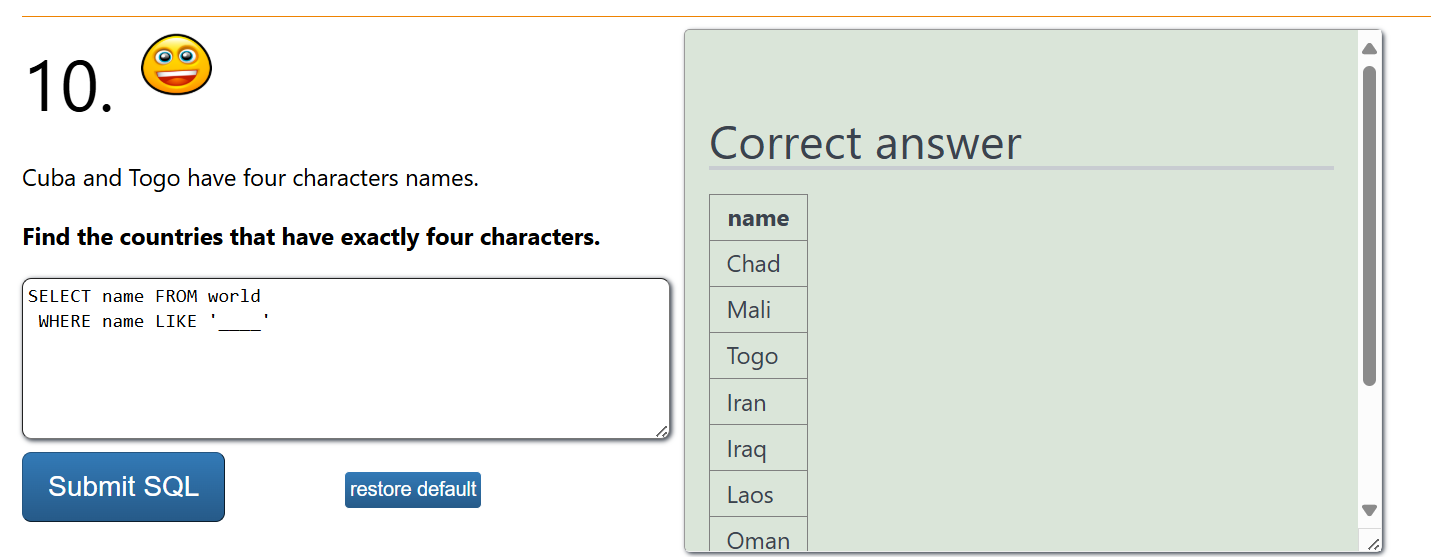 10.
Cuba and Togo have four characters names.
Find the countries that have exactly four characters.
SELECT name FROM world
WHERE name LIKE '____'
Submit SQL
restore default
Correct answer
name
Chad
Mali
Togo
Iran
Iraq
Laos
Oman